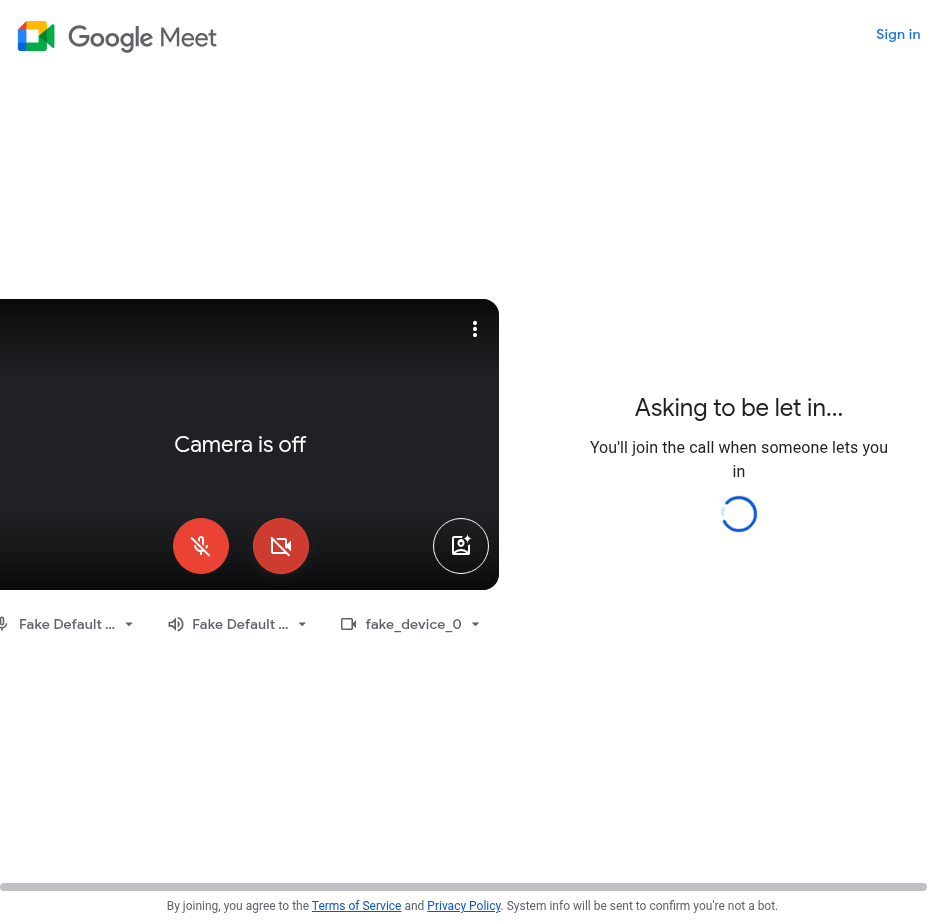 Google Meet
Sign in
Camera is off
Asking to be let in...
You'll join the call when someone lets you
in
Fake Default ...
Fake Default ...
fake_device_0
By joining, you agree to the Terms of Service and Privacy Policy. System info will be sent to confirm you're not a bot.